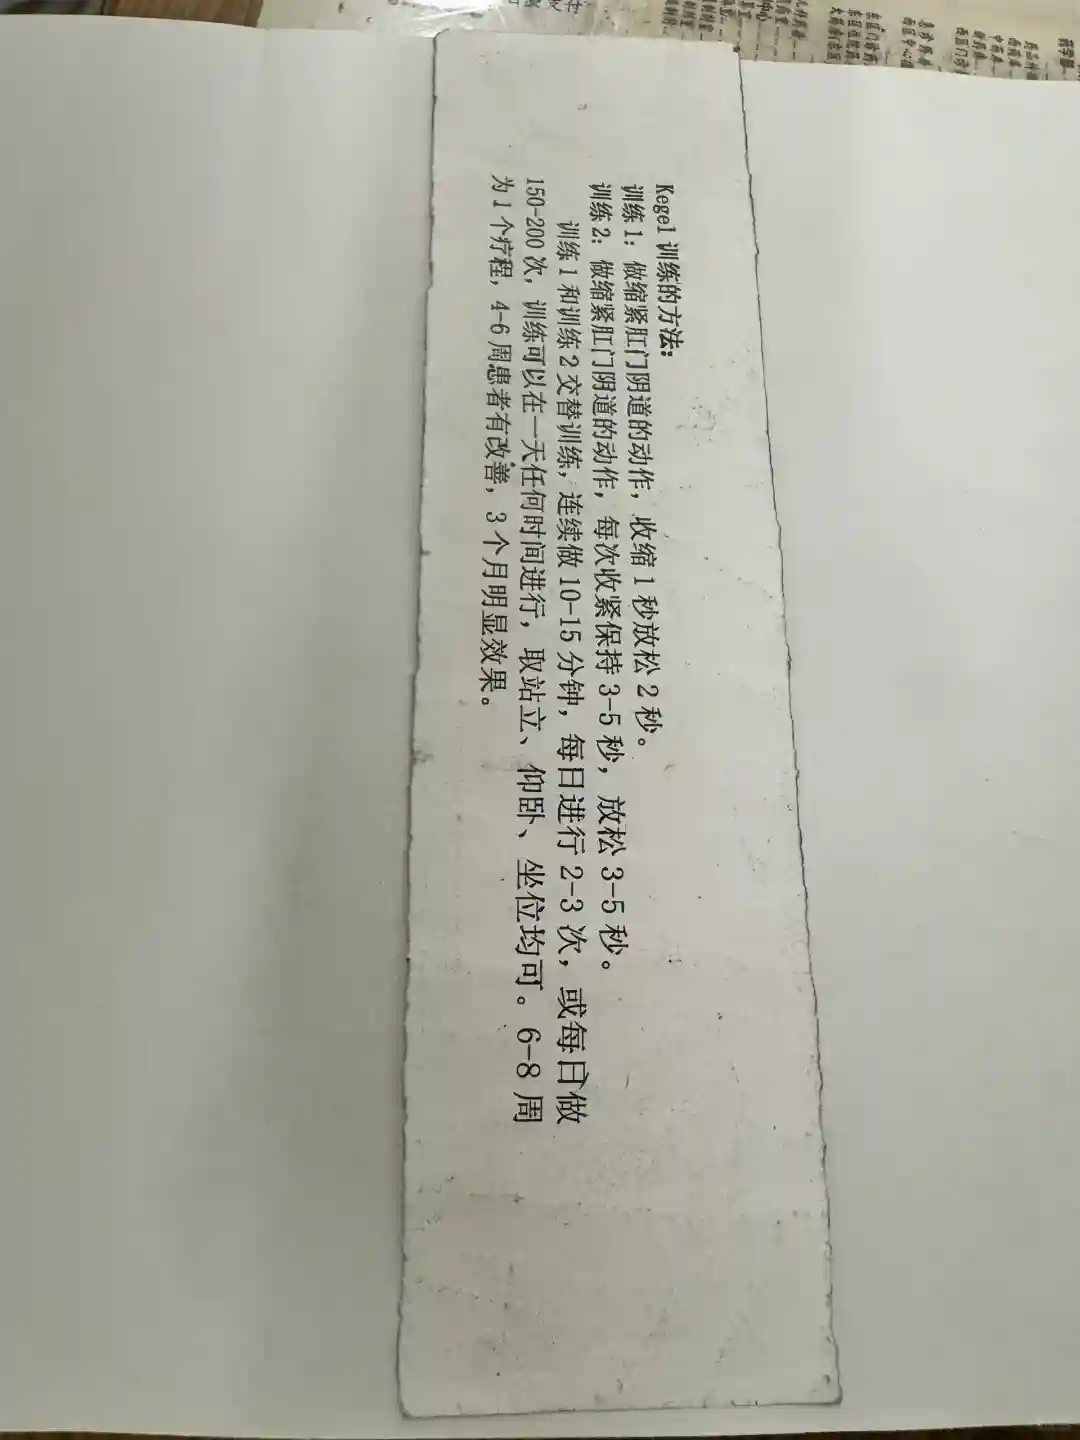 Kegel 训练的方法:
训练 1: 做缩紧肛门阴道的动作, 收缩 1 秒放松 2 秒。
训练 2: 做缩紧肛门阴道的动作, 每次收紧保持 3-5 秒, 放松 3-5 秒。
训练 1 和训练 2 交替训练, 连续做 10-15 分钟, 每日进行 2-3 次, 或每日做
150-200 次, 训练可以在一天任何时间进行, 取站立、仰卧、坐位均可。6-8 周
为 1 个疗程, 4-6 周患者有改善, 3 个月明显效果。